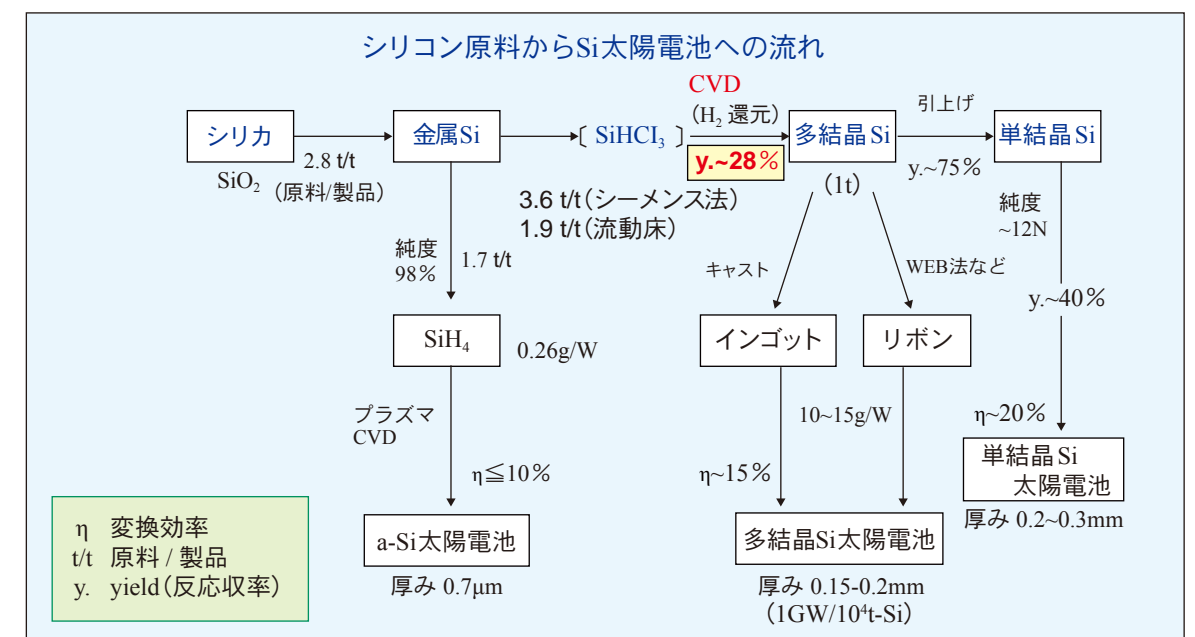 シリコン原料からSi太陽電池への流れ
CVD
(H₂ 還元)
引上げ
シリカ
金属Si
〔 SiHCI₃ 〕
多結晶Si
単結晶Si
2.8 t/t
SiO₂
(原料/製品)
y.~28%
y.~75%
(1t)
3.6 t/t(シーメンス法)
1.9 t/t(流動床)
純度
~12N
純度
98%
1.7 t/t
キャスト
WEB法など
y.~40%
SiH₄
0.26g/W
インゴット
リボン
プラズマ
CVD
10~15g/W
η~20%
η≦10%
η~15%
単結晶Si
太陽電池
厚み 0.2~0.3mm
η 変換効率
t/t 原料 / 製品
y. yield(反応収率)
a-Si太陽電池
厚み 0.7μm
多結晶Si太陽電池
厚み 0.15-0.2mm
(1GW/10⁴t-Si)